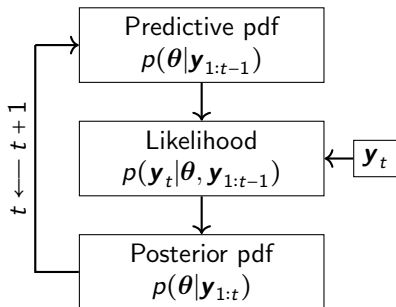 Predictive pdf
p(θ|y₁:ₜ₋₁)
Likelihood
p(yₜ|θ, y₁:ₜ₋₁)
yₜ
Posterior pdf
p(θ|y₁:ₜ)
t ⟵ t + 1